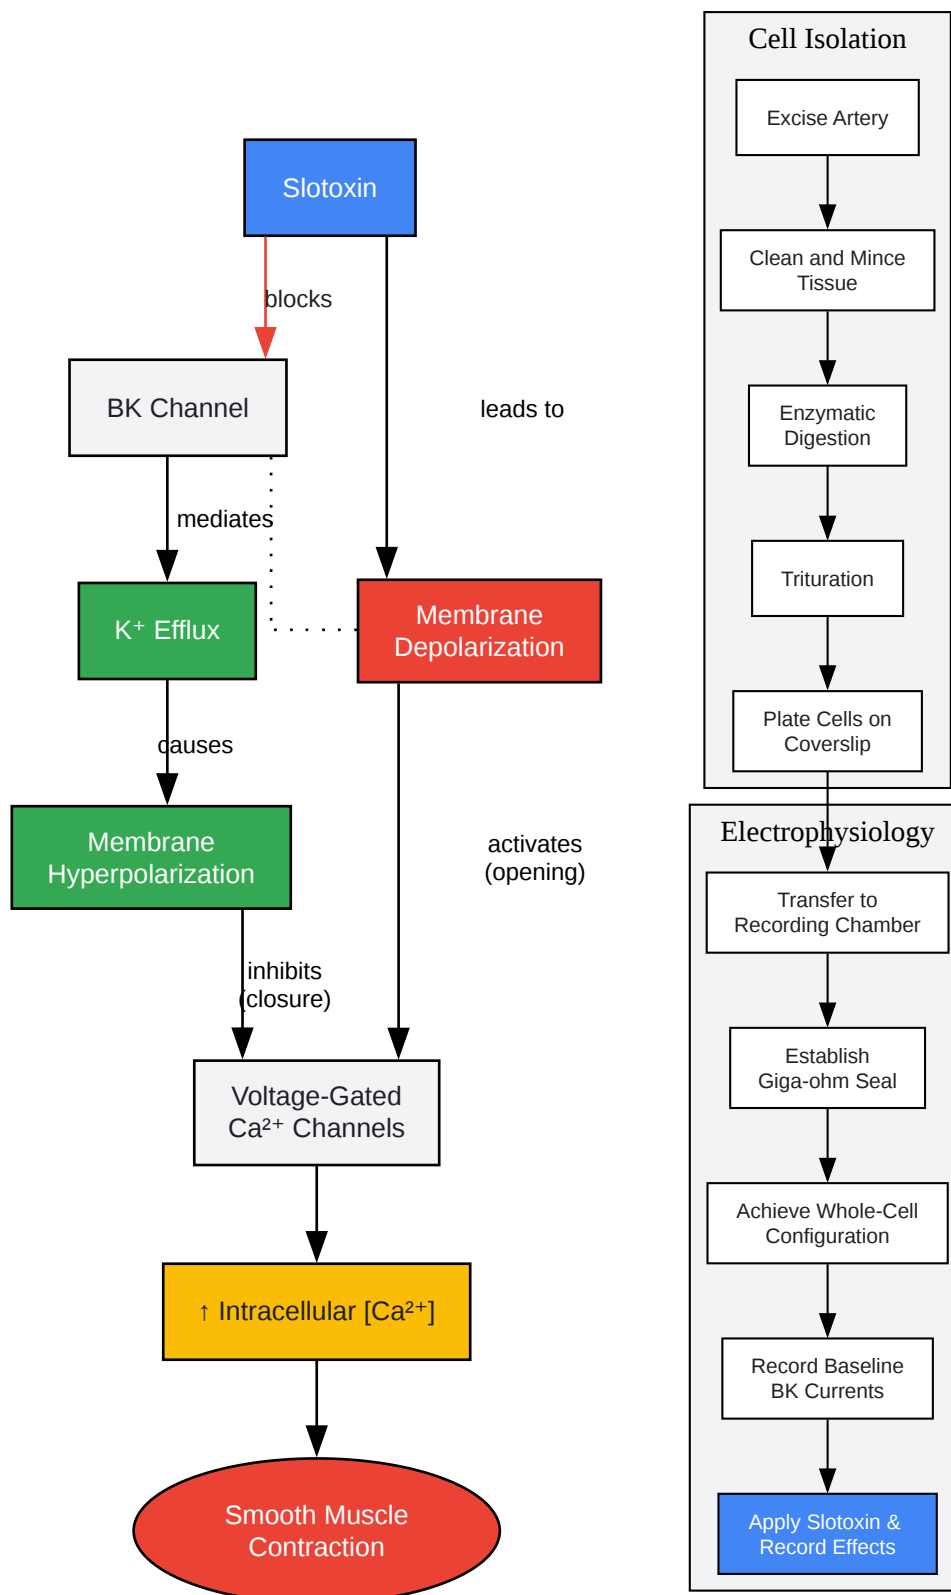 Slotoxin
blocks
BK Channel
leads to
mediates
K⁺ Efflux
Membrane
Depolarization
causes
Membrane
Hyperpolarization
activates
(opening)
inhibits
(closure)
Voltage-Gated
Ca²⁺ Channels
↑ Intracellular [Ca²⁺]
Smooth Muscle
Contraction
Cell Isolation
Excise Artery
Clean and Mince
Tissue
Enzymatic
Digestion
Trituration
Plate Cells on
Coverslip
Electrophysiology
Transfer to
Recording Chamber
Establish
Giga-ohm Seal
Achieve Whole-Cell
Configuration
Record Baseline
BK Currents
Apply Slotoxin &
Record Effects